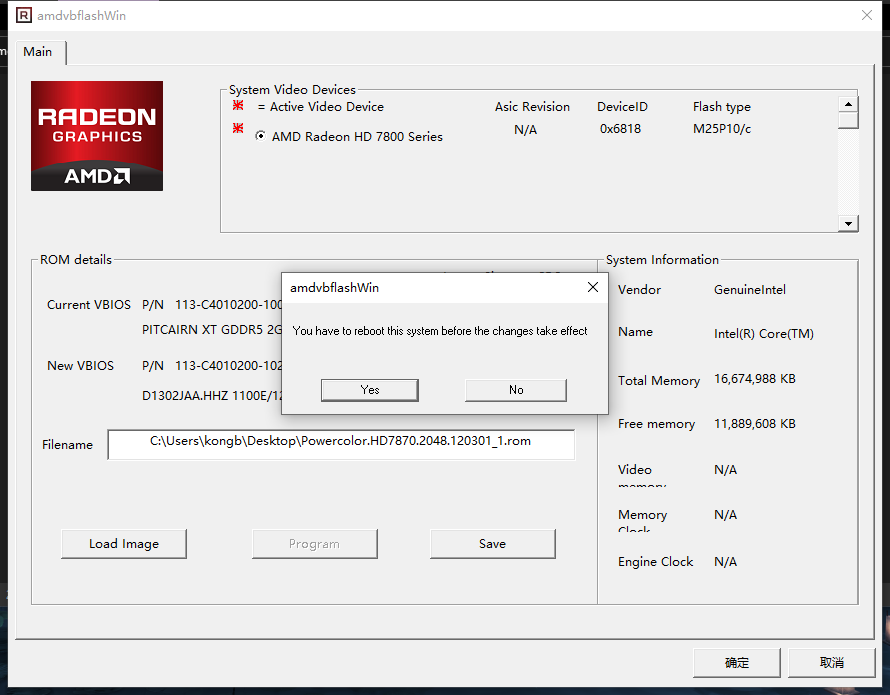 amdvbflashWin
Main
RADEON
GRAPHICS
AMD
System Video Devices
= Active Video Device
Asic Revision
DeviceID
Flash type
AMD Radeon HD 7800 Series
N/A
0x6818
M25P10/c
ROM details
Current VBIOS P/N 113-C4010200-100
PITCAIRN XT GDDR5 2G
New VBIOS P/N 113-C4010200-102
D1302JAA.HHZ 1100E/12
Filename C:\Users\kongb\Desktop\Powercolor.HD7870.2048.120301_1.rom
Load Image
Program
Save
amdvbflashWin
You have to reboot this system before the changes take effect
Yes
No
System Information
Vendor GenuineIntel
Name Intel(R) Core(TM)
Total Memory 16,674,988 KB
Free memory 11,889,608 KB
Video memory N/A
Memory Clock N/A
Engine Clock N/A
确定
取消